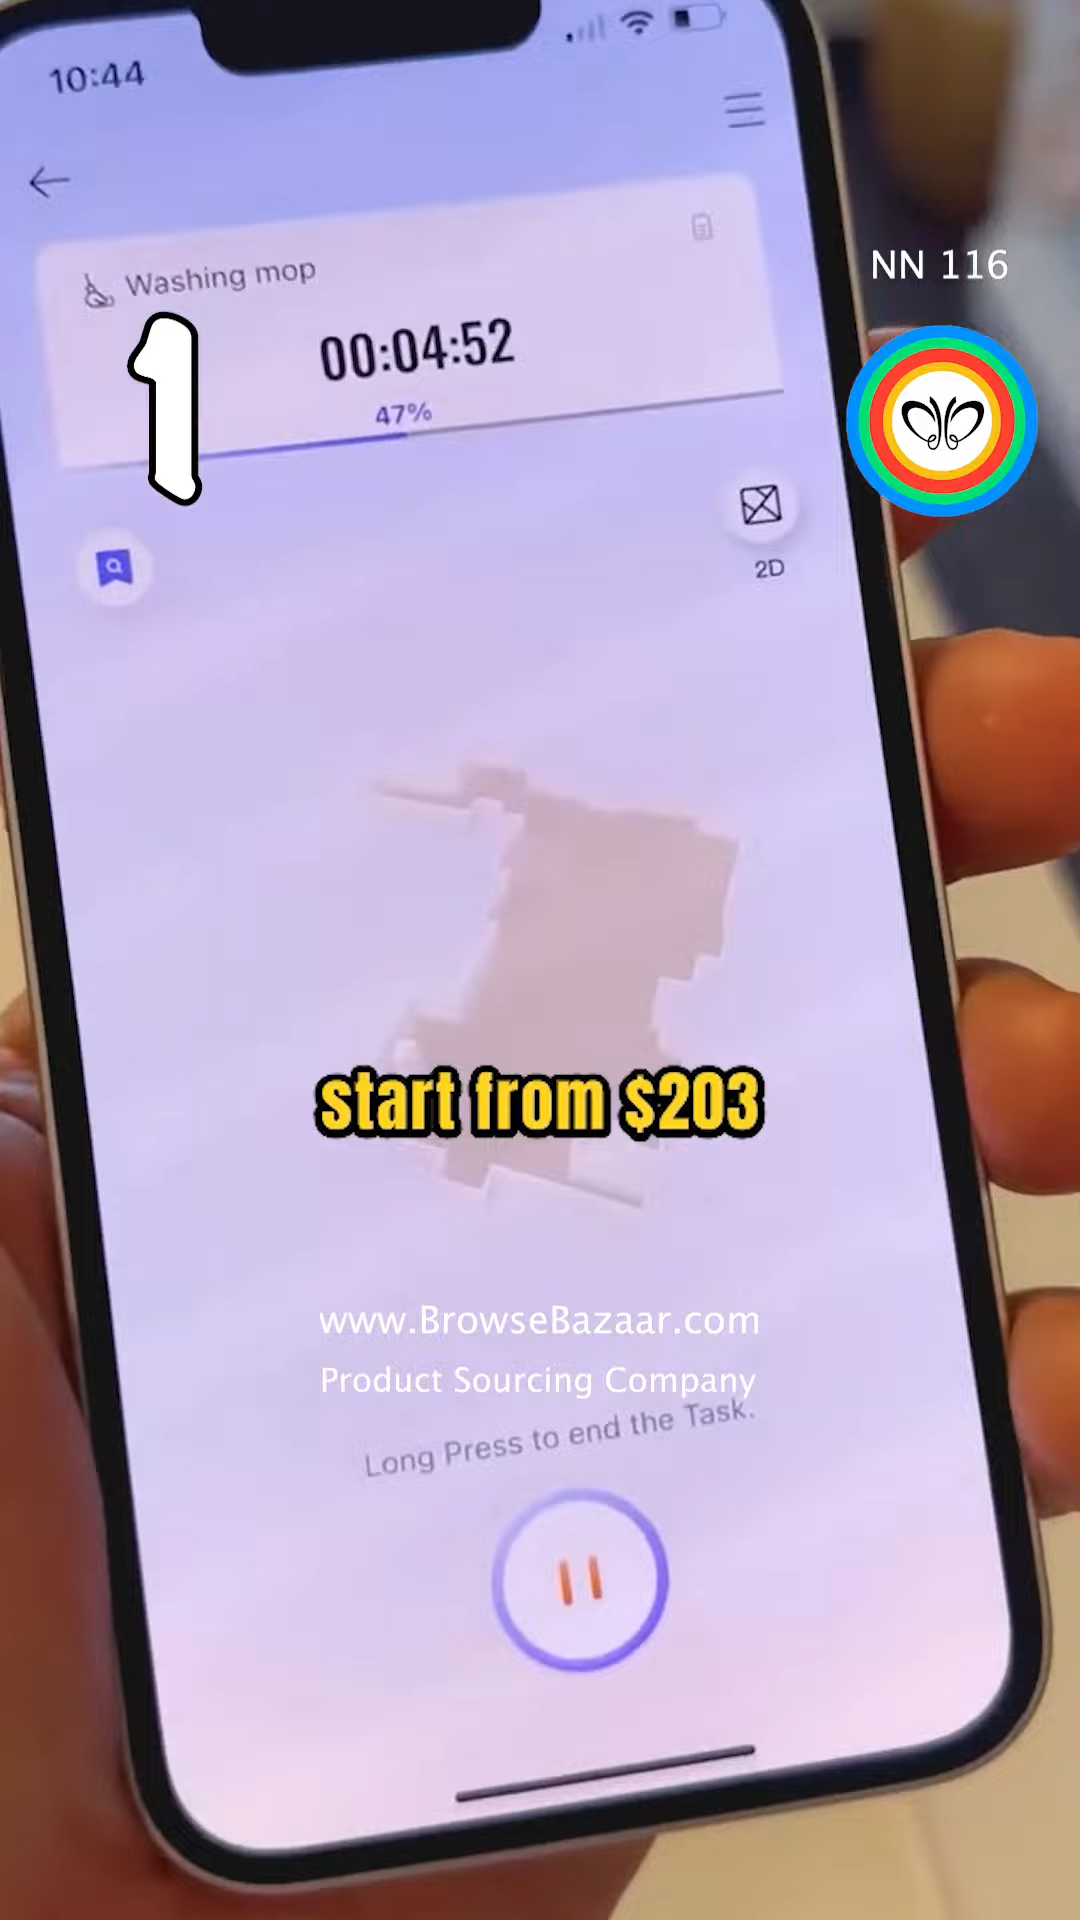 10:44
NN 116
Washing mop
1
00:04:52
47%
2D
start from $203
www.BrowseBazaar.com
Product Sourcing Company
Long Press to end the Task.